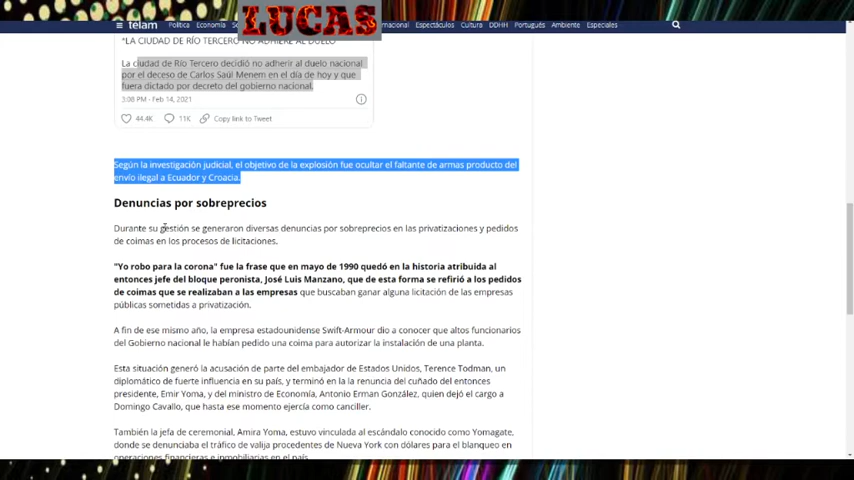 telam
Política Economía
LUCAS
Espectáculos Cultura DDHH Português Ambiente Especiales
*LA CIUDAD DE RÍO TERCERO NO ADHIERE AL DUELO*
La ciudad de Río Tercero decidió no adherir al duelo nacional
por el deceso de Carlos Saúl Menem en el día de hoy y que
fuera dictado por decreto del gobierno nacional.
3:08 PM - Feb 14, 2021
44.4K 11K Copy link to Tweet
Según la investigación judicial, el objetivo de la explosión fue ocultar el faltante de armas producto del
envío ilegal a Ecuador y Croacia.
Denuncias por sobreprecios
Durante su gestión se generaron diversas denuncias por sobreprecios en las privatizaciones y pedidos
de coimas en los procesos de licitaciones.
"Yo robo para la corona" fue la frase que en mayo de 1990 quedó en la historia atribuida al
entonces jefe del bloque peronista, José Luis Manzano, que de esta forma se refirió a los pedidos
de coimas que se realizaban a las empresas que buscaban ganar alguna licitación de las empresas
públicas sometidas a privatización.
A fin de ese mismo año, la empresa estadounidense Swift-Armour dio a conocer que altos funcionarios
del Gobierno nacional le habían pedido una coima para autorizar la instalación de una planta.
Esta situación generó la acusación de parte del embajador de Estados Unidos, Terence Todman, un
diplomático de fuerte influencia en su país, y terminó en la renuncia del cuñado del entonces
presidente, Emir Yoma, y del ministro de Economía, Antonio Erman González, quien dejó el cargo a
Domingo Cavallo, que hasta ese momento ejercía como canciller.
También la jefa de ceremonial, Amira Yoma, estuvo vinculada al escándalo conocido como Yomagate,
donde se denunciaba el tráfico de valija procedentes de Nueva York con dólares para el blanqueo en
operaciones financieras e inmobiliarias en el país.